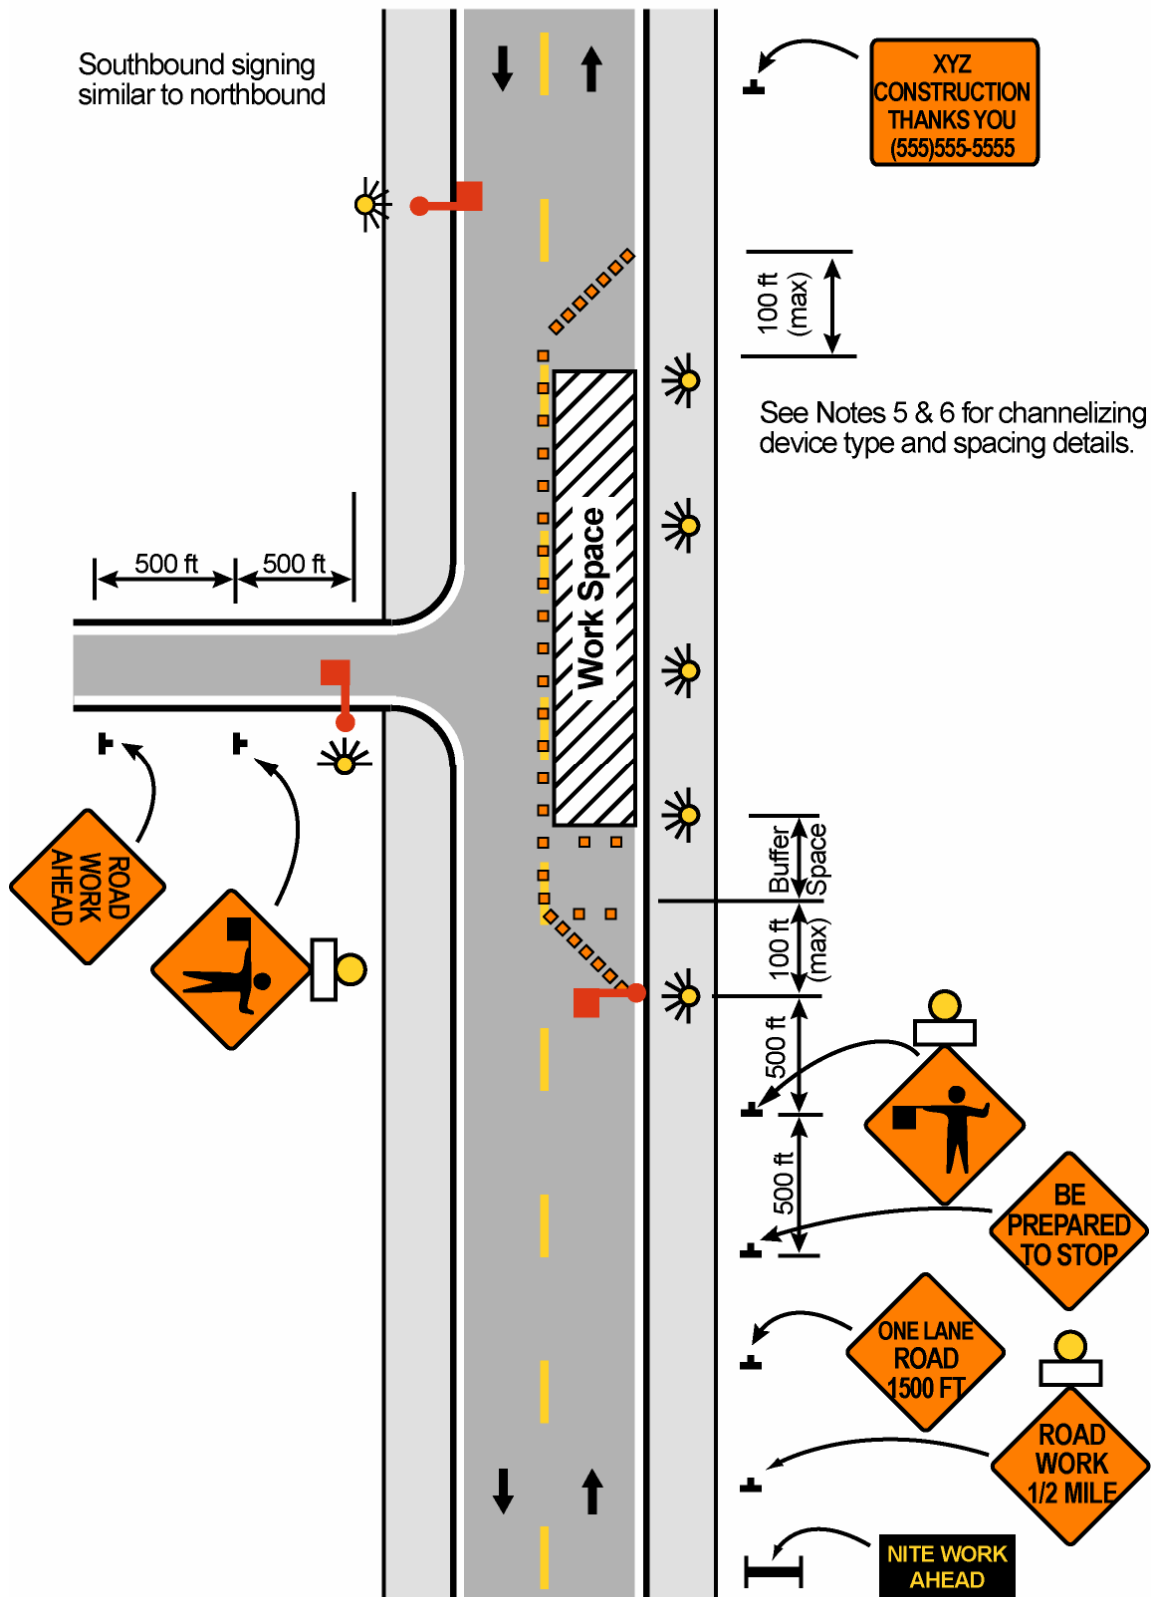 Southbound signing
similar to northbound
XYZ
CONSTRUCTION
THANKS YOU
(555)555-5555
100 ft
(max)
See Notes 5 & 6 for channelizing
device type and spacing details.
Work Space
500 ft
500 ft
ROAD
WORK
AHEAD
Buffer
Space
100 ft
(max)
500 ft
500 ft
BE
PREPARED
TO STOP
ONE LANE
ROAD
1500 FT
ROAD
WORK
1/2 MILE
NITE WORK
AHEAD